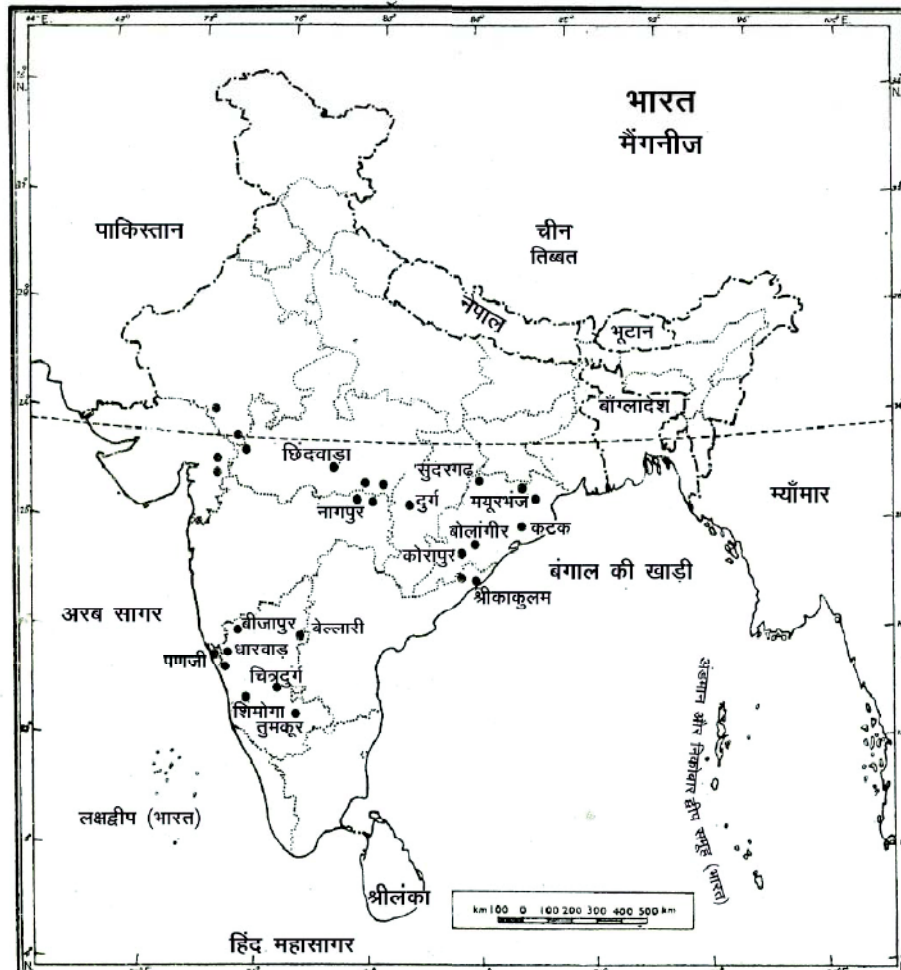 भारत
मैंगनीज
पाकिस्तान
चीन
तिब्बत
नेपाल
भूटान
बाँग्लादेश
छिंदवाड़ा
सुंदरगढ़
म्याँमार
नागपुर
दुर्ग
मयूरभंज
बोलांगीर
कटक
कोरापुर
बंगाल की खाड़ी
श्रीकाकुलम
अरब सागर
बीजापुर
बेल्लारी
पणजी
धारवाड़
चित्रदुर्ग
शिमोगा
तुमकूर
अंडमान और निकोबार द्वीप समुह (भारत)
लक्षद्वीप (भारत)
श्रीलंका
km 100 0 100 200 300 400 500 km
हिंद महासागर